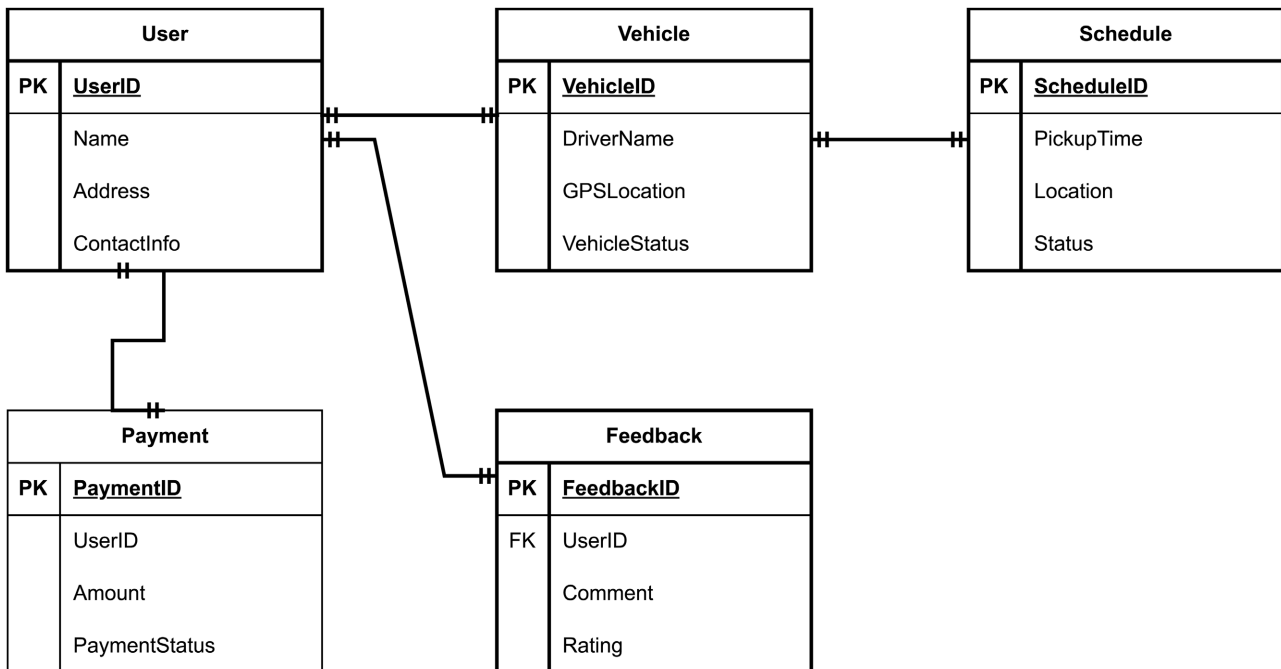 User
PK UserID
Name
Address
ContactInfo
Vehicle
PK VehicleID
DriverName
GPSLocation
VehicleStatus
Schedule
PK ScheduleID
PickupTime
Location
Status
Payment
PK PaymentID
UserID
Amount
PaymentStatus
Feedback
PK FeedbackID
FK UserID
Comment
Rating